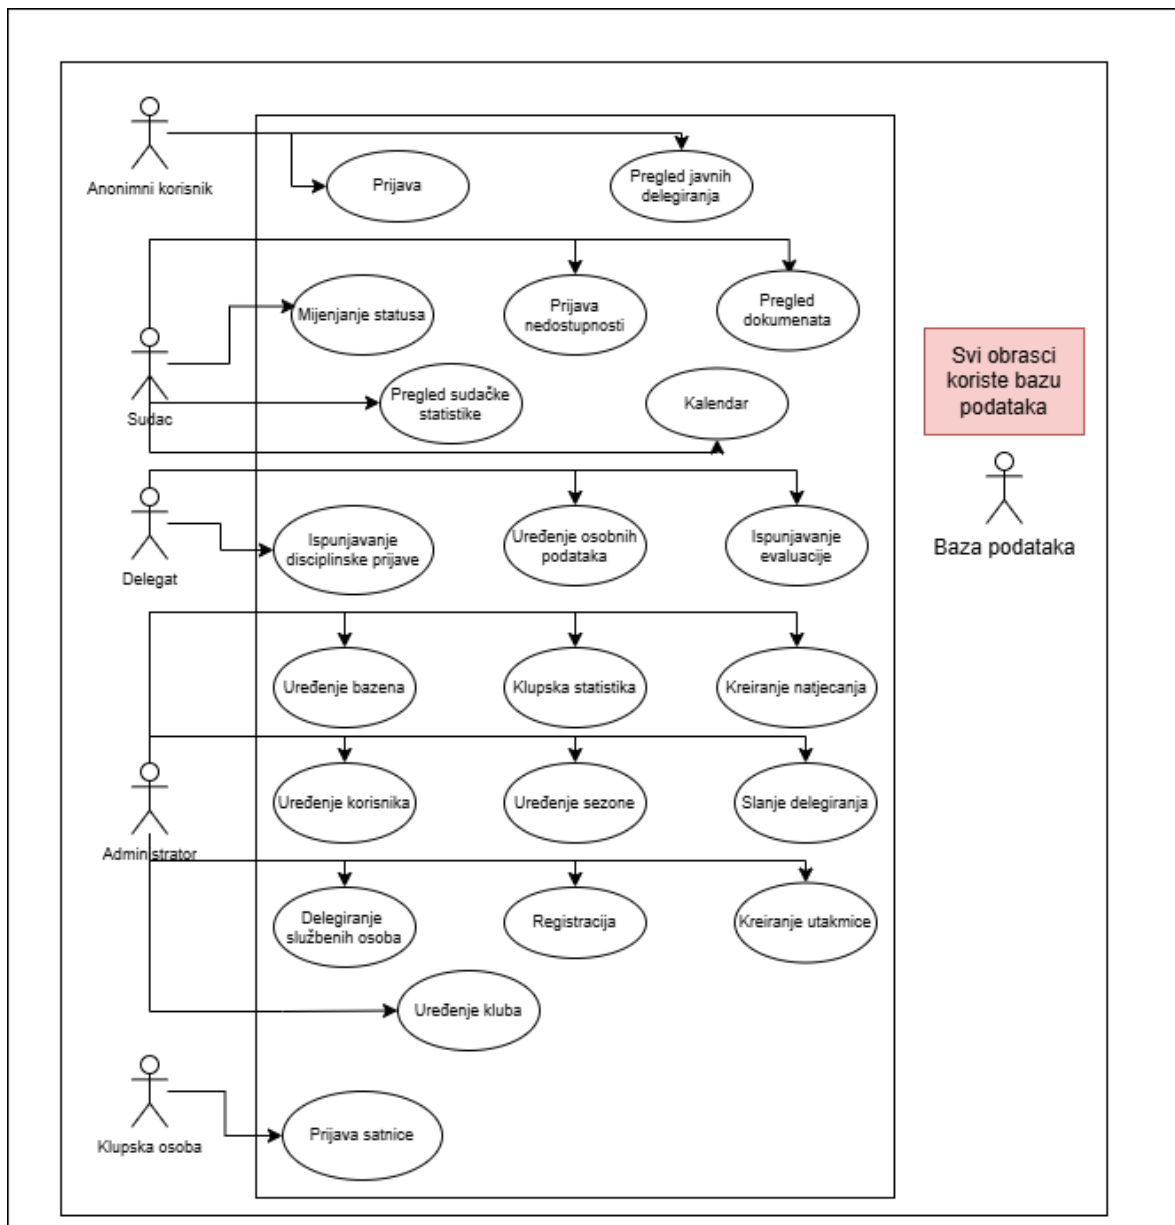 Anonimni korisnik
Prijava
Pregled javnih
delegiranja
Sudac
Mijenjanje statusa
Prijava
nedostupnosti
Pregled
dokumenata
Pregled sudačke
statistike
Kalendar
Svi obrasci
koriste bazu
podataka
Baza podataka
Delegat
Ispunjavanje
disciplinske prijave
Uređenje osobnih
podataka
Ispunjavanje
evaluacije
Administrator
Uređenje bazena
Klupska statistika
Kreiranje natjecanja
Uređenje korisnika
Uređenje sezone
Slanje delegiranja
Delegiranje
službenih osoba
Registracija
Kreiranje utakmice
Uređenje kluba
Klupska osoba
Prijava satnice